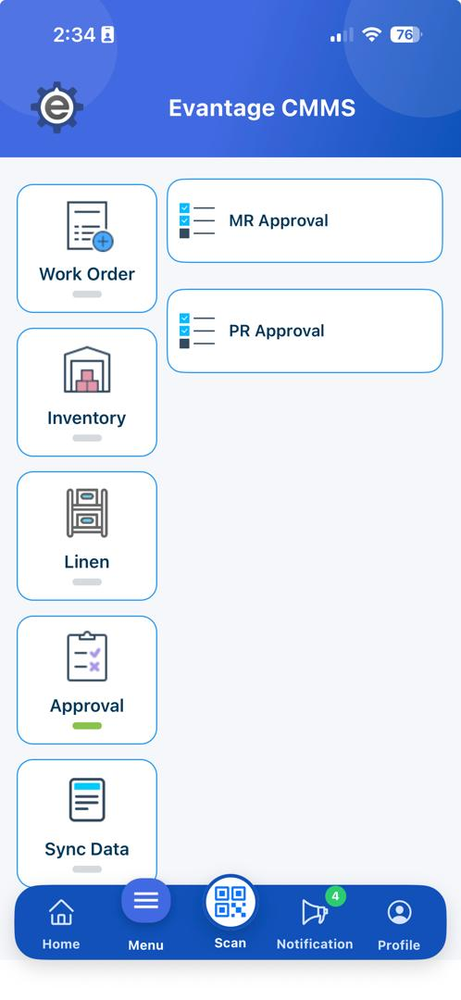 2:34
76
e
Evantage CMMS
Work Order
MR Approval
PR Approval
Inventory
Linen
Approval
Sync Data
4
Home
Menu
Scan
Notification
Profile